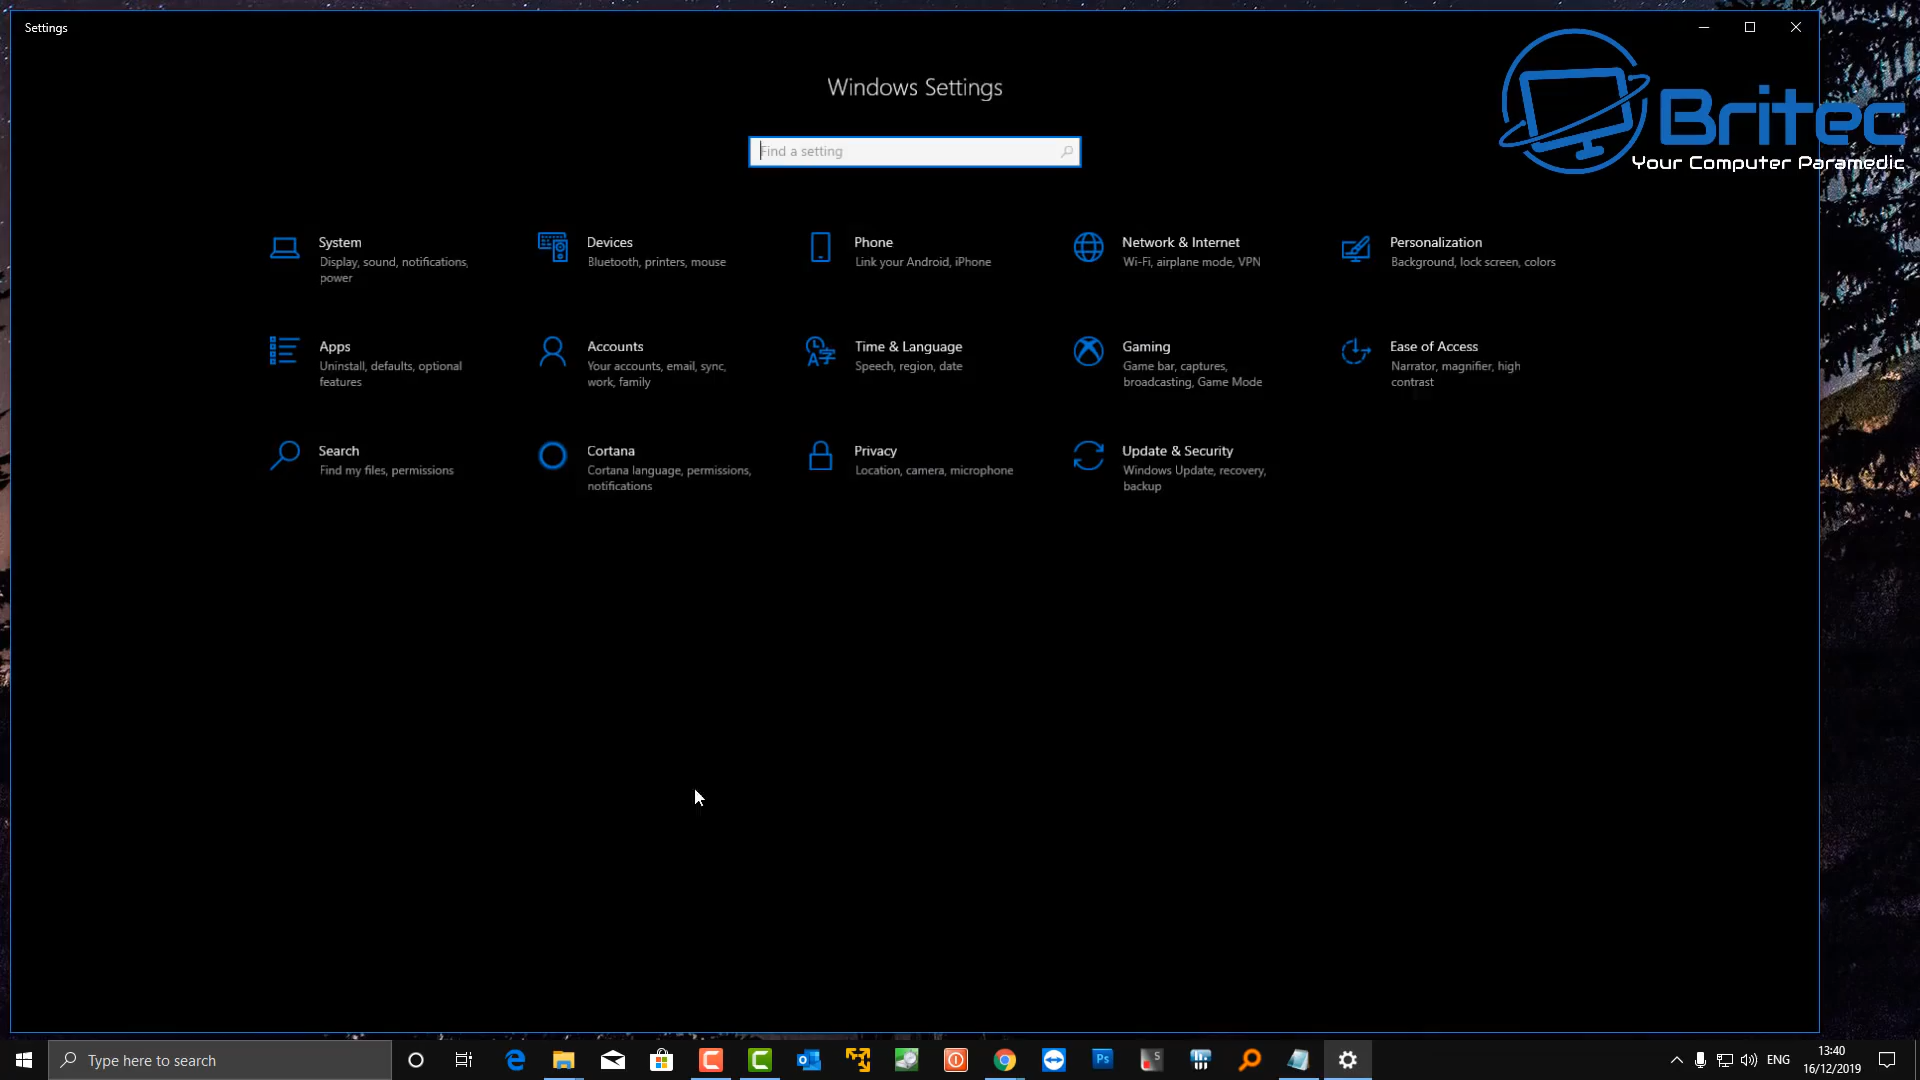 Settings
Windows Settings
Find a setting
Britec
Your Computer Paramedic
System
Display, sound, notifications,
power
Devices
Bluetooth, printers, mouse
Phone
Link your Android, iPhone
Network & Internet
Wi-Fi, airplane mode, VPN
Personalization
Background, lock screen, colors
Apps
Uninstall, defaults, optional
features
Accounts
Your accounts, email, sync,
work, family
Time & Language
Speech, region, date
Gaming
Game bar, captures,
broadcasting, Game Mode
Ease of Access
Narrator, magnifier, high
contrast
Search
Find my files, permissions
Cortana
Cortana language, permissions,
notifications
Privacy
Location, camera, microphone
Update & Security
Windows Update, recovery,
backup
Type here to search
Ps
S
ENG
13:40
16/12/2019